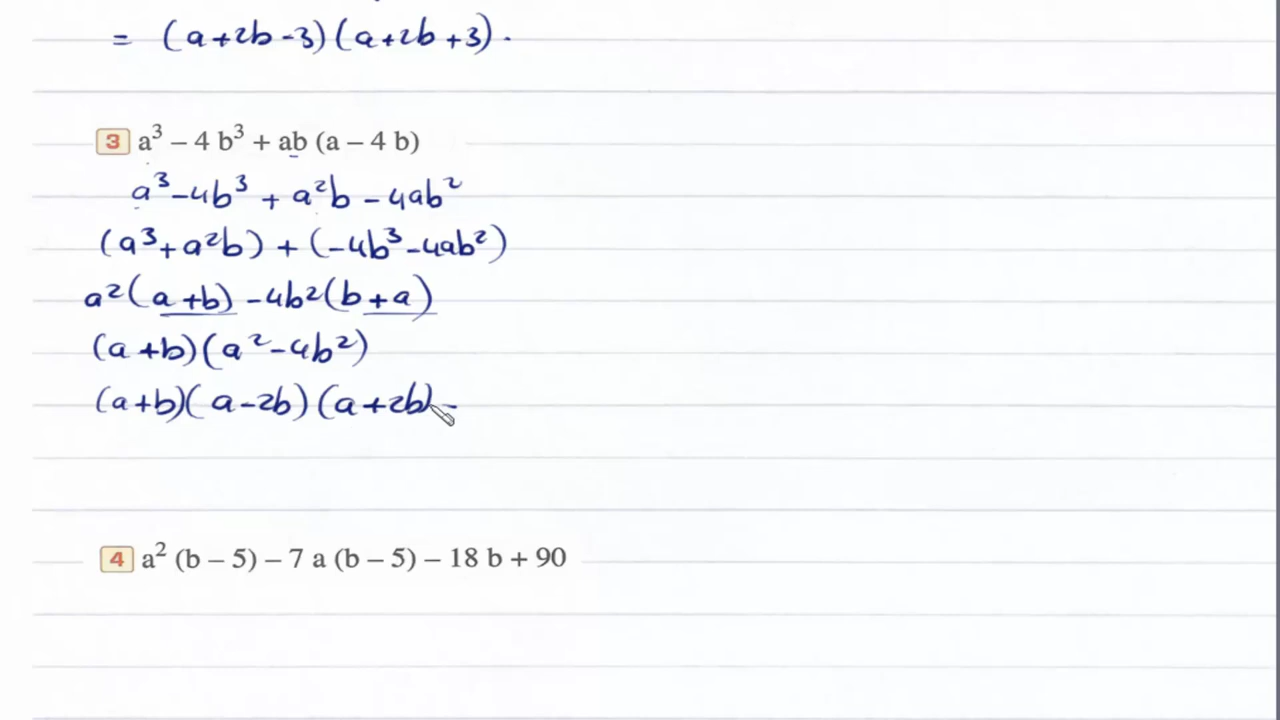 = (a+2b-3)(a+2b+3).
3 a³ – 4 b³ + ab (a – 4 b)
a³-4b³ + a²b - 4ab²
(a³+a²b) + (-4b³-4ab²)
a²(a+b) -4b²(b+a)
(a+b)(a²-4b²)
(a+b)(a-2b)(a+2b)-
4 a² (b – 5) – 7 a (b – 5) – 18 b + 90